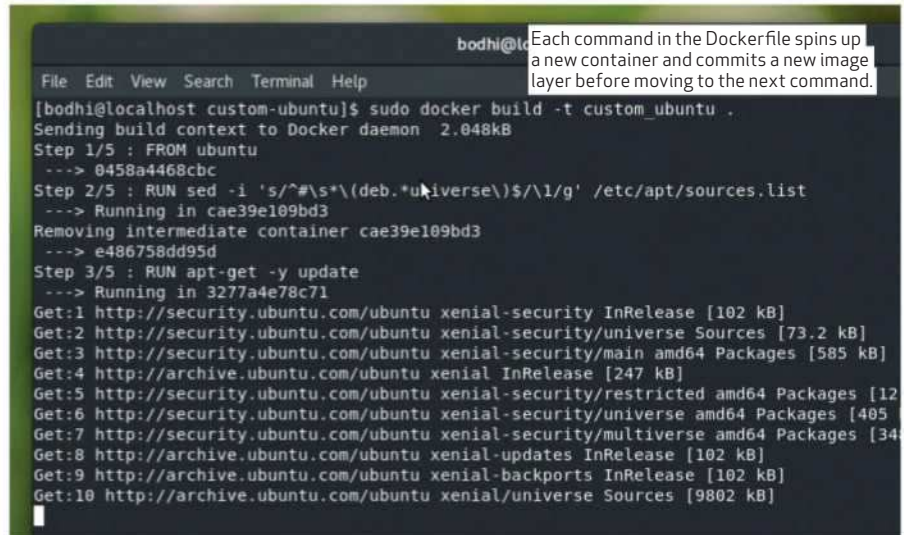 bodhi@lo
Each command in the Dockerfile spins up
a new container and commits a new image
layer before moving to the next command.
File Edit View Search Terminal Help
[bodhi@localhost custom-ubuntu]$ sudo docker build -t custom_ubuntu .
Sending build context to Docker daemon 2.048kB
Step 1/5 : FROM ubuntu
---> 0458a4468cbc
Step 2/5 : RUN sed -i 's/^#\s*\(deb.*universe\)$/\1/g' /etc/apt/sources.list
---> Running in cae39e109bd3
Removing intermediate container cae39e109bd3
---> e486758dd95d
Step 3/5 : RUN apt-get -y update
---> Running in 3277a4e78c71
Get:1 http://security.ubuntu.com/ubuntu xenial-security InRelease [102 kB]
Get:2 http://security.ubuntu.com/ubuntu xenial-security/universe Sources [73.2 kB]
Get:3 http://security.ubuntu.com/ubuntu xenial-security/main amd64 Packages [585 kB]
Get:4 http://archive.ubuntu.com/ubuntu xenial InRelease [247 kB]
Get:5 http://security.ubuntu.com/ubuntu xenial-security/restricted amd64 Packages [12
Get:6 http://security.ubuntu.com/ubuntu xenial-security/universe amd64 Packages [405
Get:7 http://security.ubuntu.com/ubuntu xenial-security/multiverse amd64 Packages [34
Get:8 http://archive.ubuntu.com/ubuntu xenial-updates InRelease [102 kB]
Get:9 http://archive.ubuntu.com/ubuntu xenial-backports InRelease [102 kB]
Get:10 http://archive.ubuntu.com/ubuntu xenial/universe Sources [9802 kB]